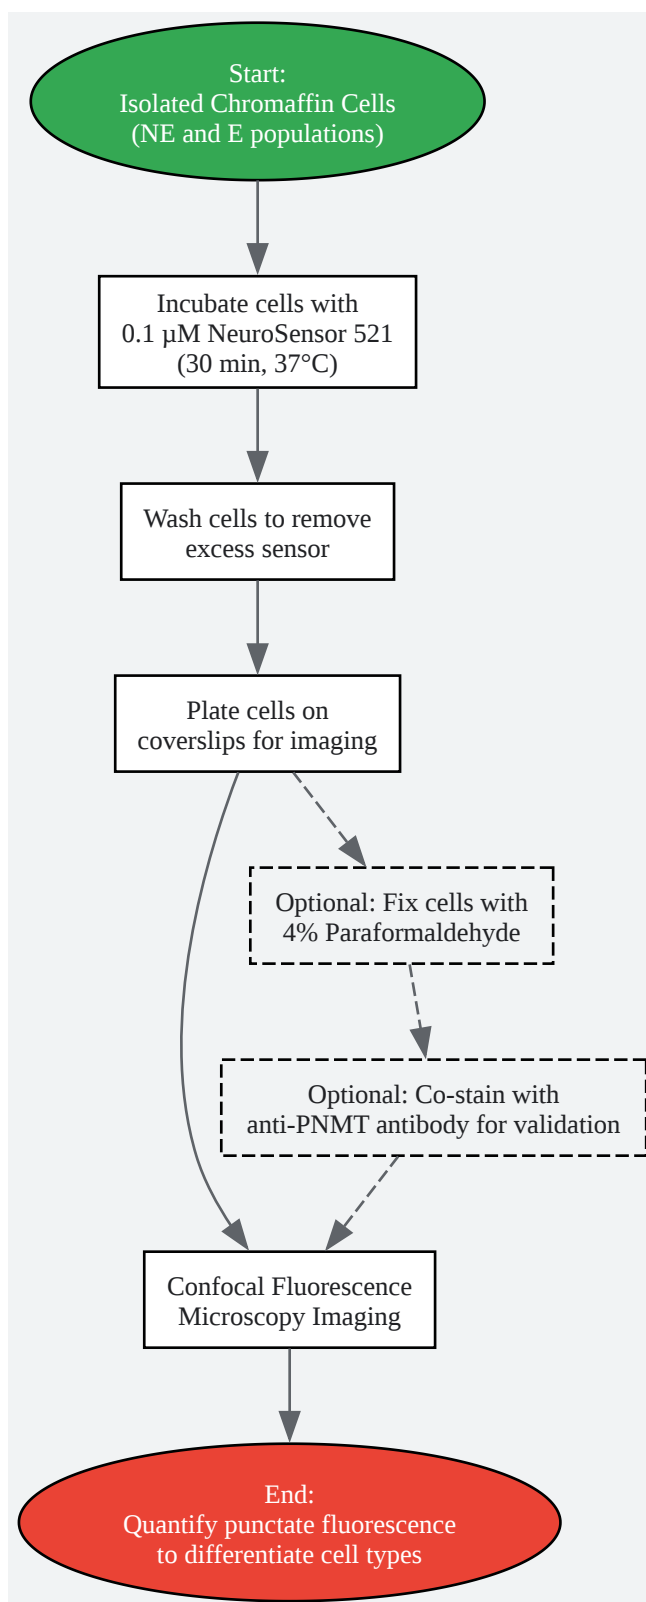 Start:
Isolated Chromaffin Cells
(NE and E populations)
Incubate cells with
0.1 µM NeuroSensor 521
(30 min, 37°C)
Wash cells to remove
excess sensor
Plate cells on
coverslips for imaging
Optional: Fix cells with
4% Paraformaldehyde
Optional: Co-stain with
anti-PNMT antibody for validation
Confocal Fluorescence
Microscopy Imaging
End:
Quantify punctate fluorescence
to differentiate cell types